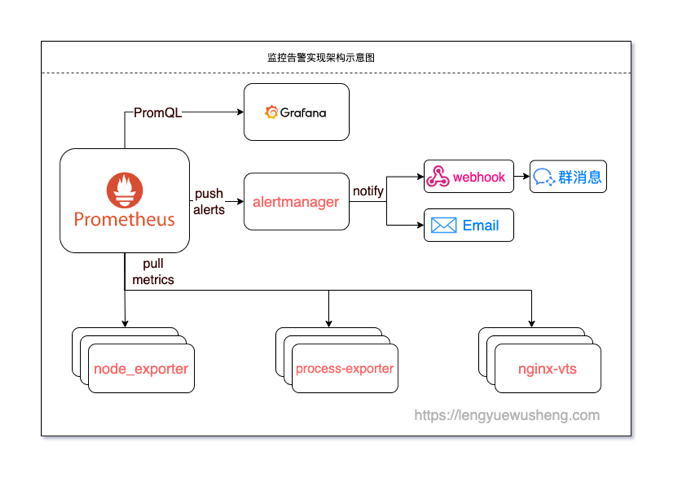 监控告警实现架构示意图
PromQL
Grafana
Prometheus
push
alerts
alertmanager
notify
webhook
群消息
Email
pull
metrics
node_exporter
process-exporter
nginx-vts
https://lengyuewusheng.com